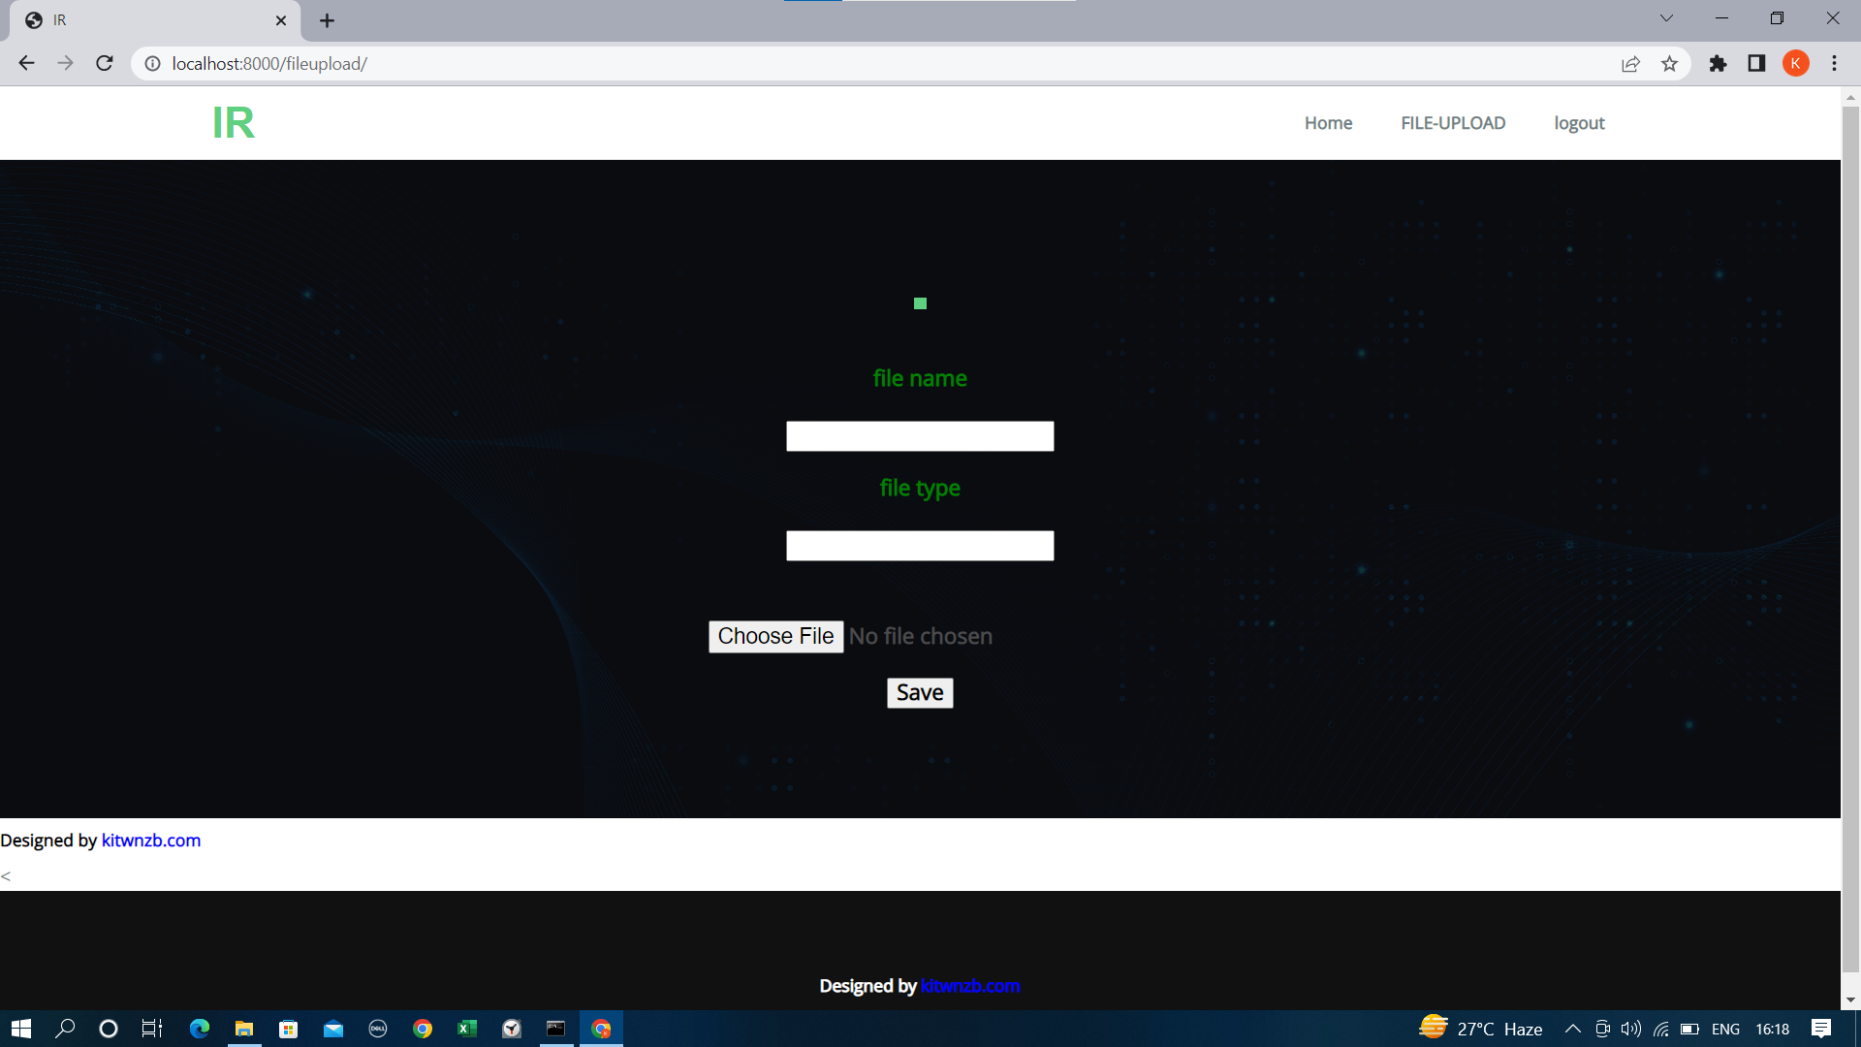 IR
localhost:8000/fileupload/
K
IR
Home FILE-UPLOAD logout
file name
file type
Choose File No file chosen
Save
Designed by kitwnzb.com
<
Designed by kitwnzb.com
DELL
27°C Haze ENG 16:18